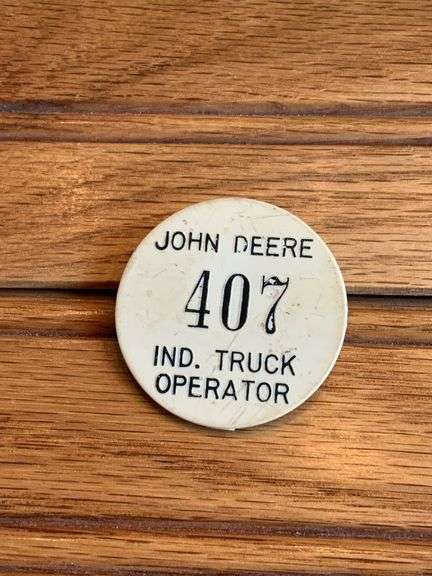 JOHN DEERE
407
IND. TRUCK
OPERATOR